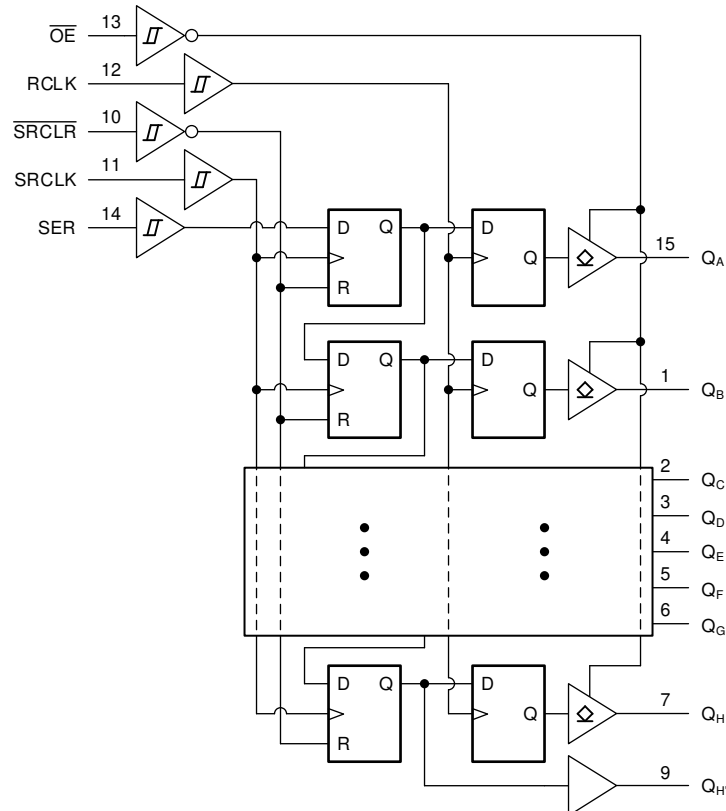 OE 13
RCLK 12
SRCLR 10
SRCLK 11
SER 14
D Q D
R Q 15 QA
D Q D
R Q 1 QB
2 QC
3 QD
4 QE
5 QF
6 QG
D Q D
R Q 7 QH
9 QH'